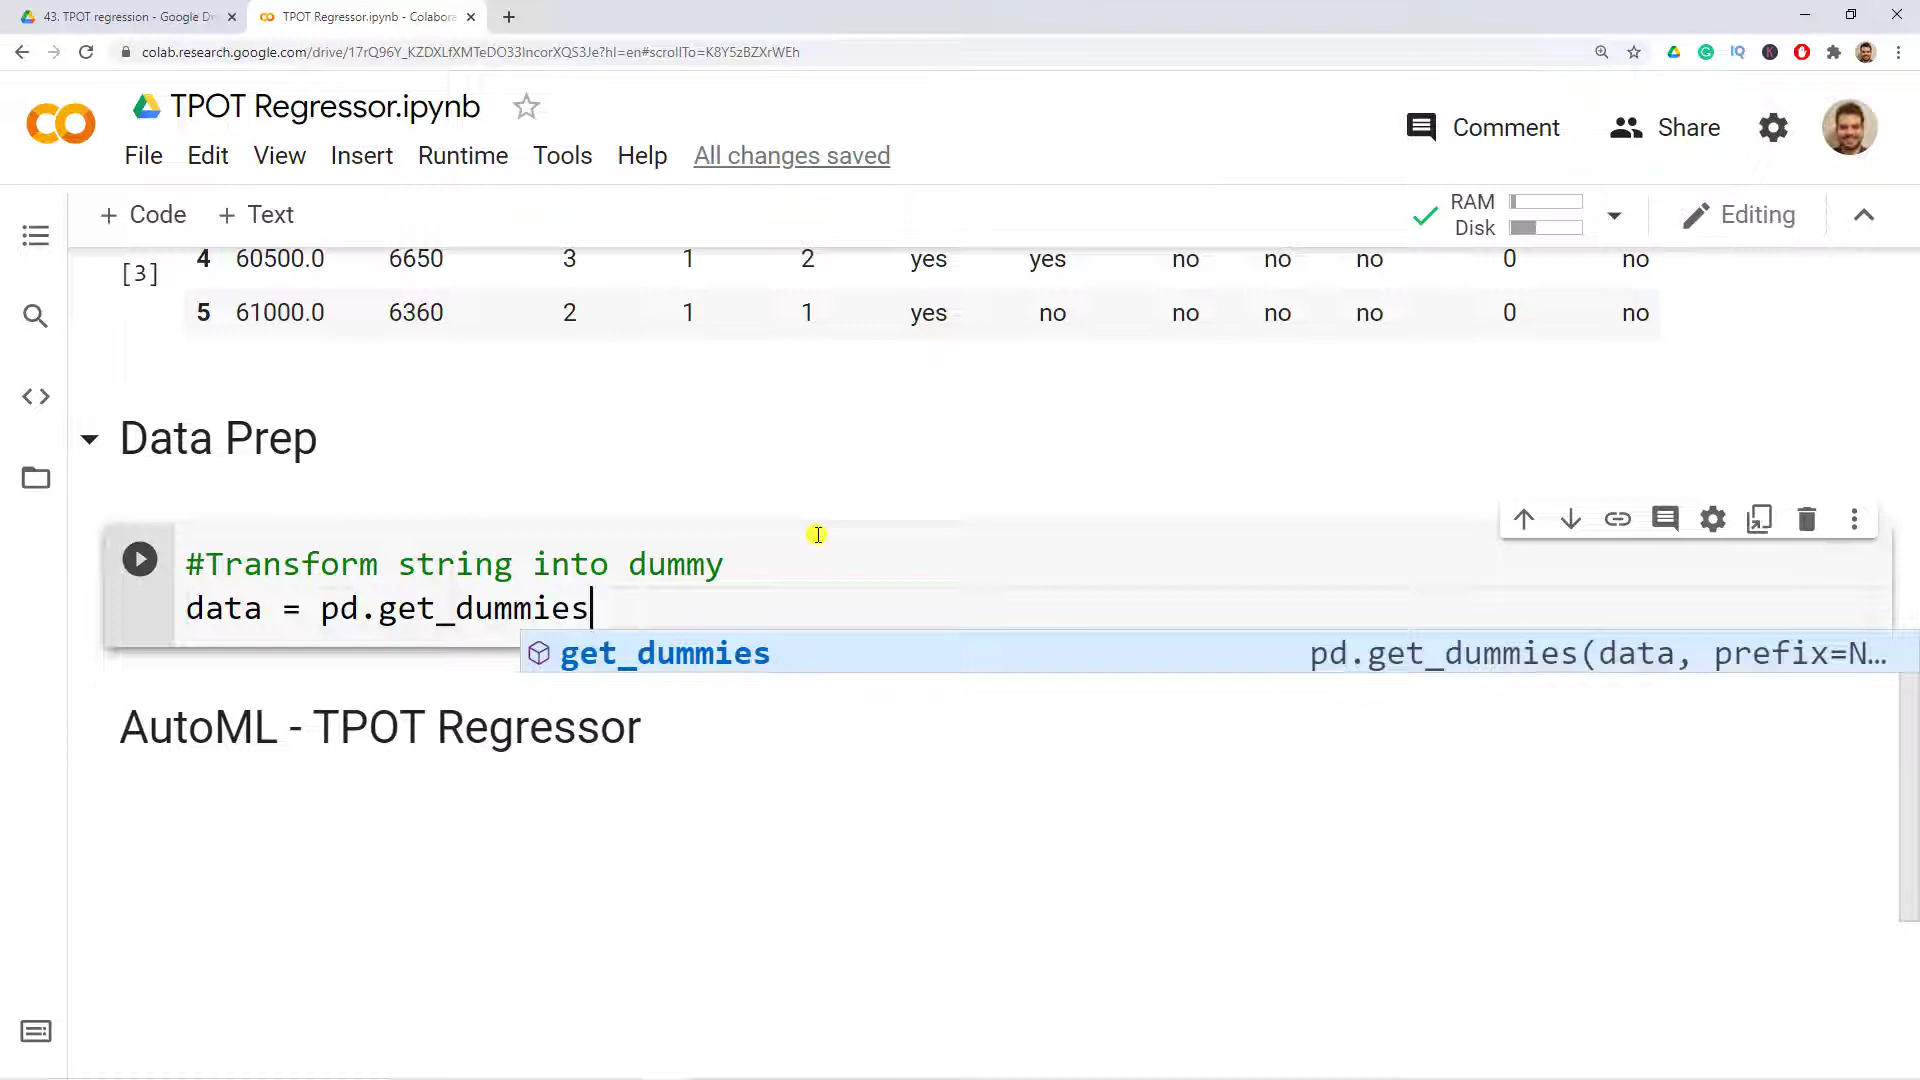 43. TPOT regression - Google D
TPOT Regressor.ipynb - Colabora
colab.research.google.com/drive/17rQ96Y_KZDXLfXMTeDO33IncorXQS3Je?hl=en#scrollTo=K8Y5zBZXrWEh
TPOT Regressor.ipynb
Comment
Share
File Edit View Insert Runtime Tools Help All changes saved
+ Code + Text
RAM
Disk
Editing
[3]
4 60500.0 6650 3 1 2 yes yes no no no 0 no
5 61000.0 6360 2 1 1 yes no no no no 0 no
Data Prep
#Transform string into dummy
data = pd.get_dummies
get_dummies pd.get_dummies(data, prefix=N…
AutoML - TPOT Regressor